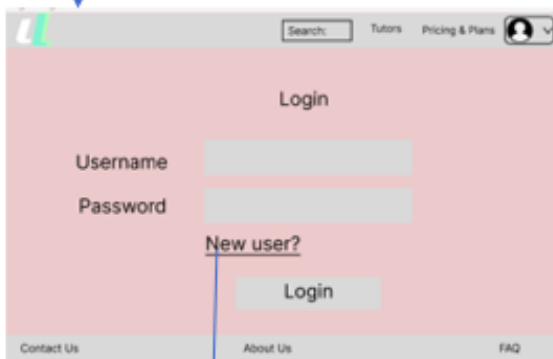 Search: Tutors Pricing & Plans
Login
Username
Password
New user?
Login
Contact Us About Us FAQ